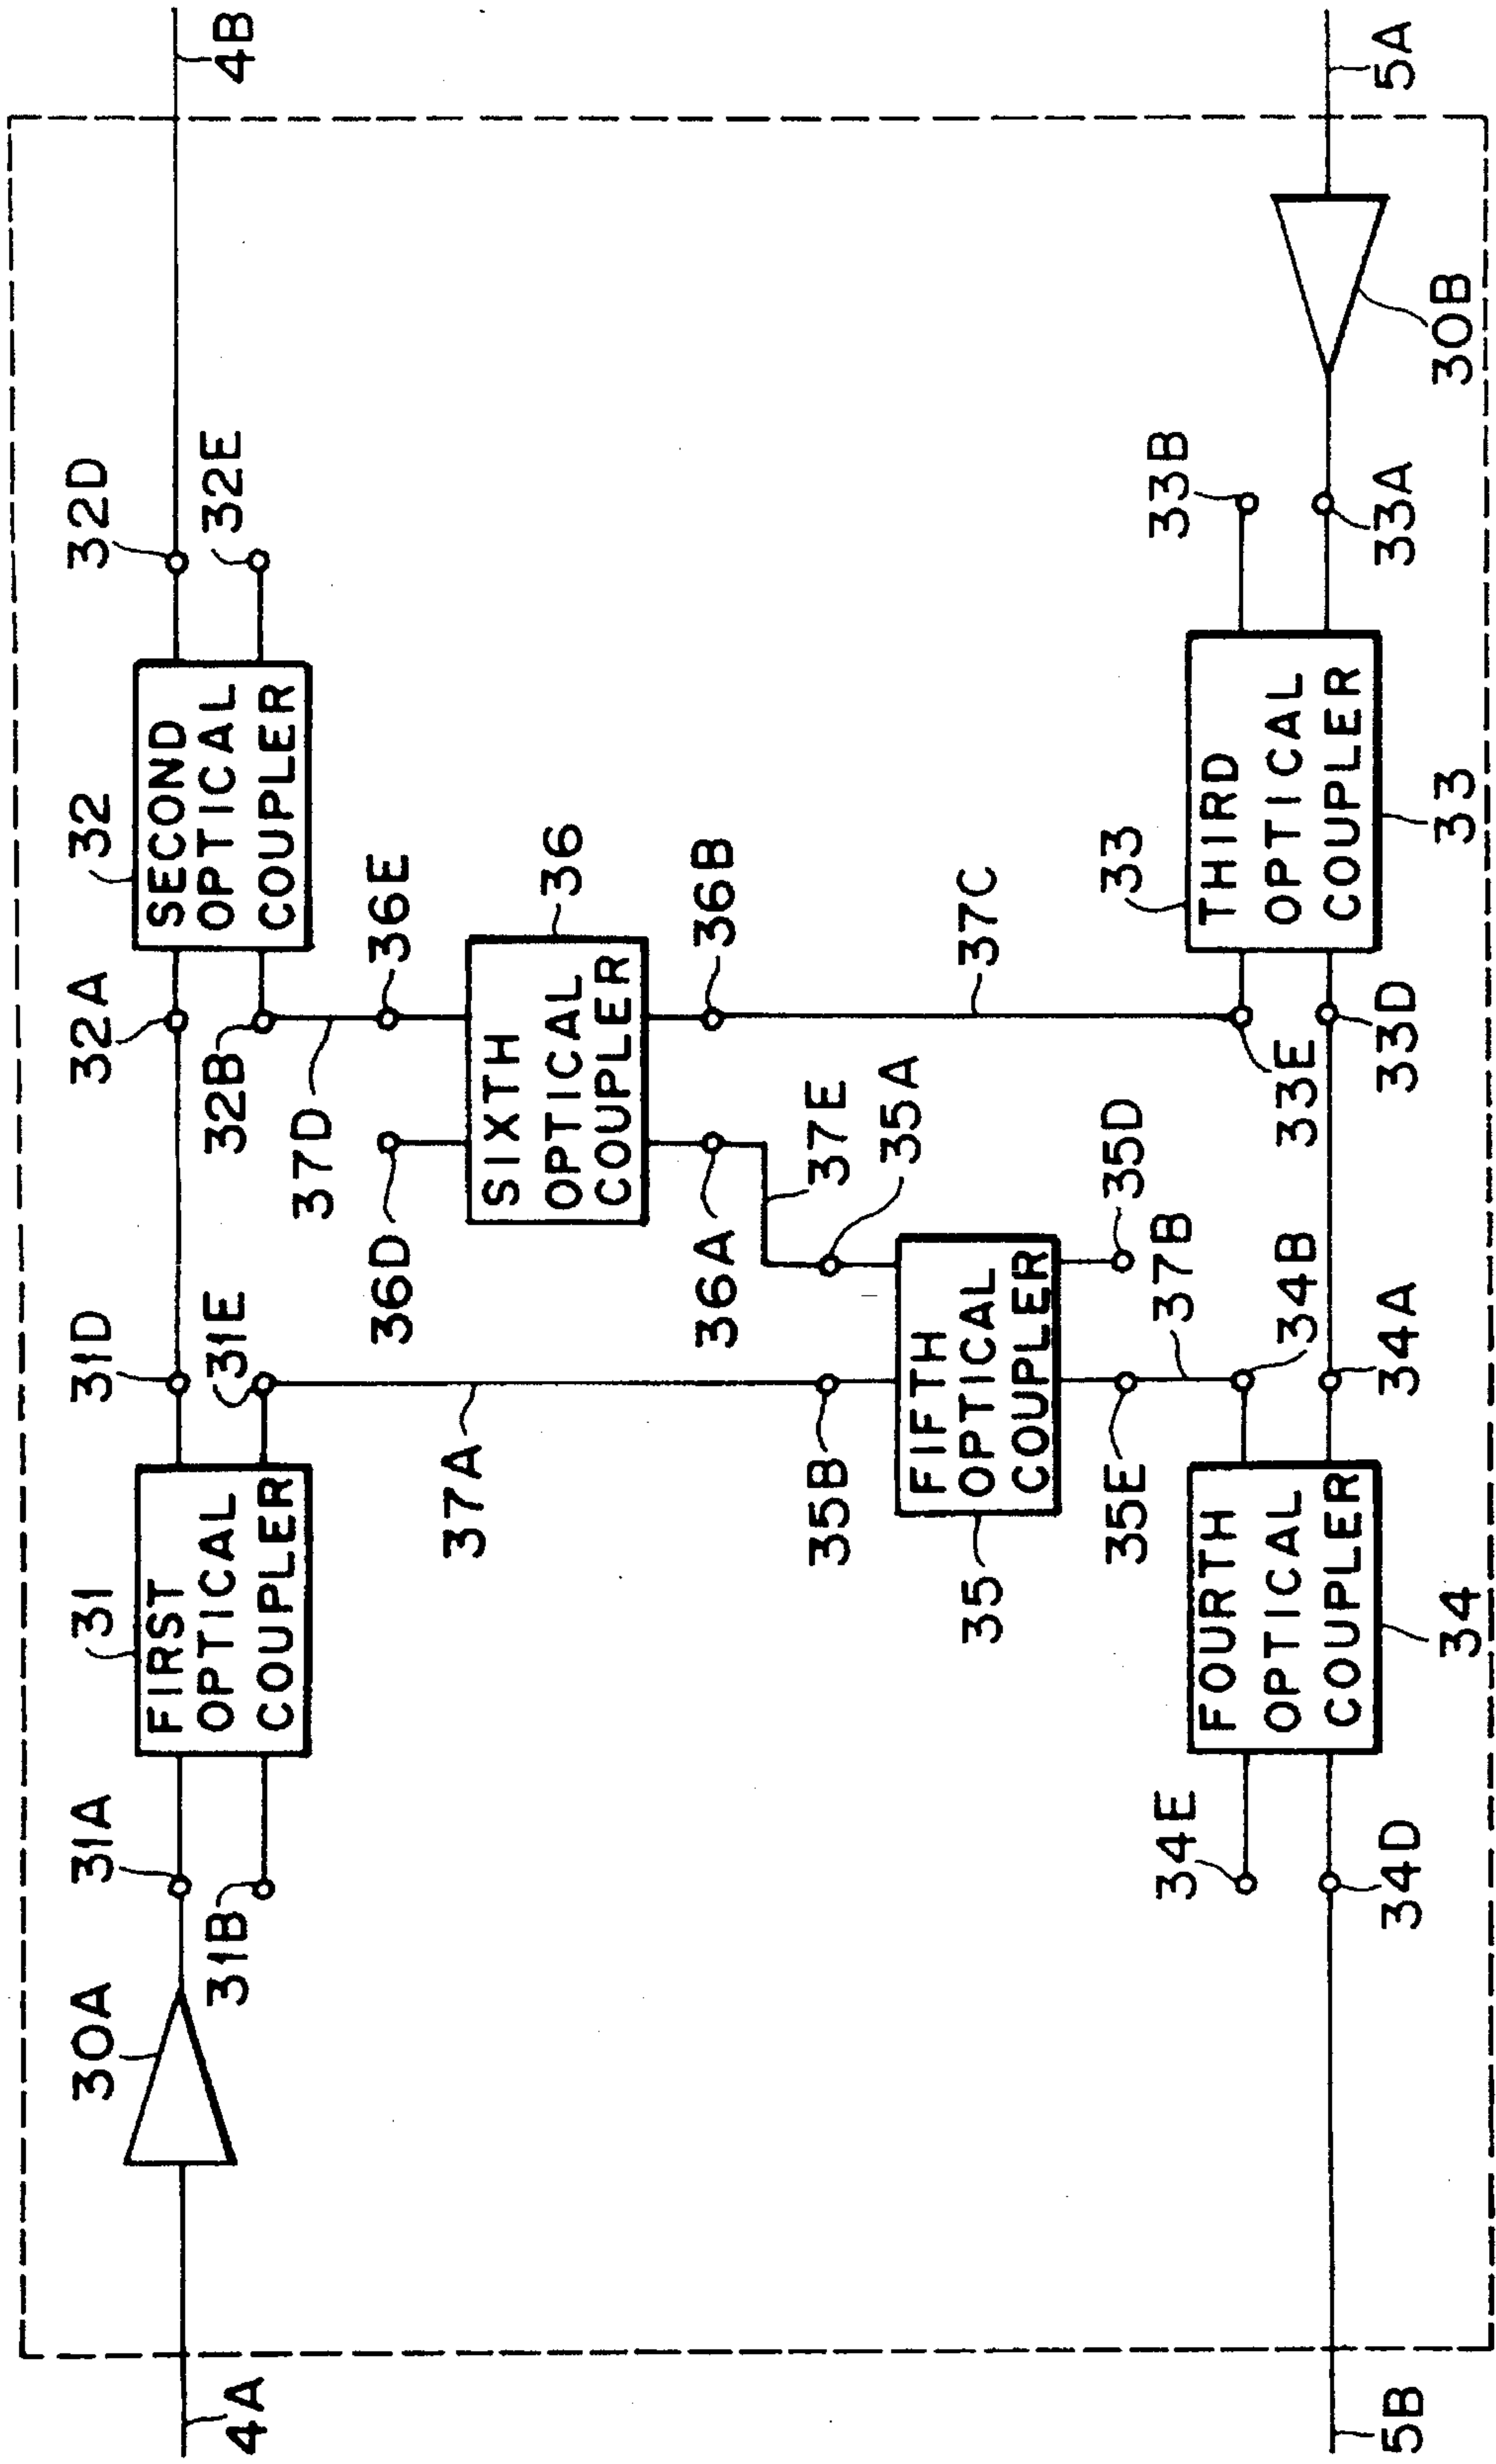 30A
31A
31
31D
32A
32
32D
4A
31B
FIRST
OPTICAL
COUPLER
31E
32B
SECOND
OPTICAL
COUPLER
32E
4B
37D
36D
36E
37A
SIXTH
OPTICAL
COUPLER
36
36A
36B
35B
37E
35A
FIFTH
OPTICAL
COUPLER
35
37C
35E
35D
33
37B
34E
FOURTH
OPTICAL
COUPLER
34B
33E
THIRD
OPTICAL
COUPLER
33B
34D
34A
33D
33A
5B
5A
34
33
30B